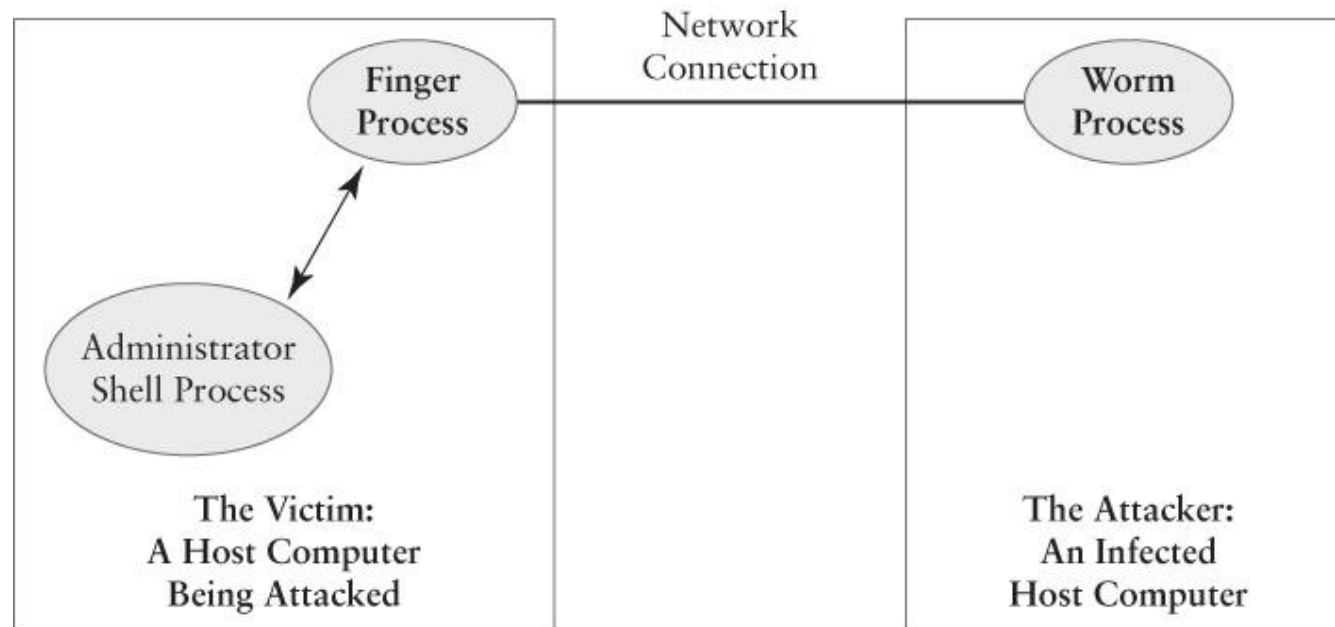 Network
Connection
Finger
Process
Worm
Process
Administrator
Shell Process
The Victim:
A Host Computer
Being Attacked
The Attacker:
An Infected
Host Computer